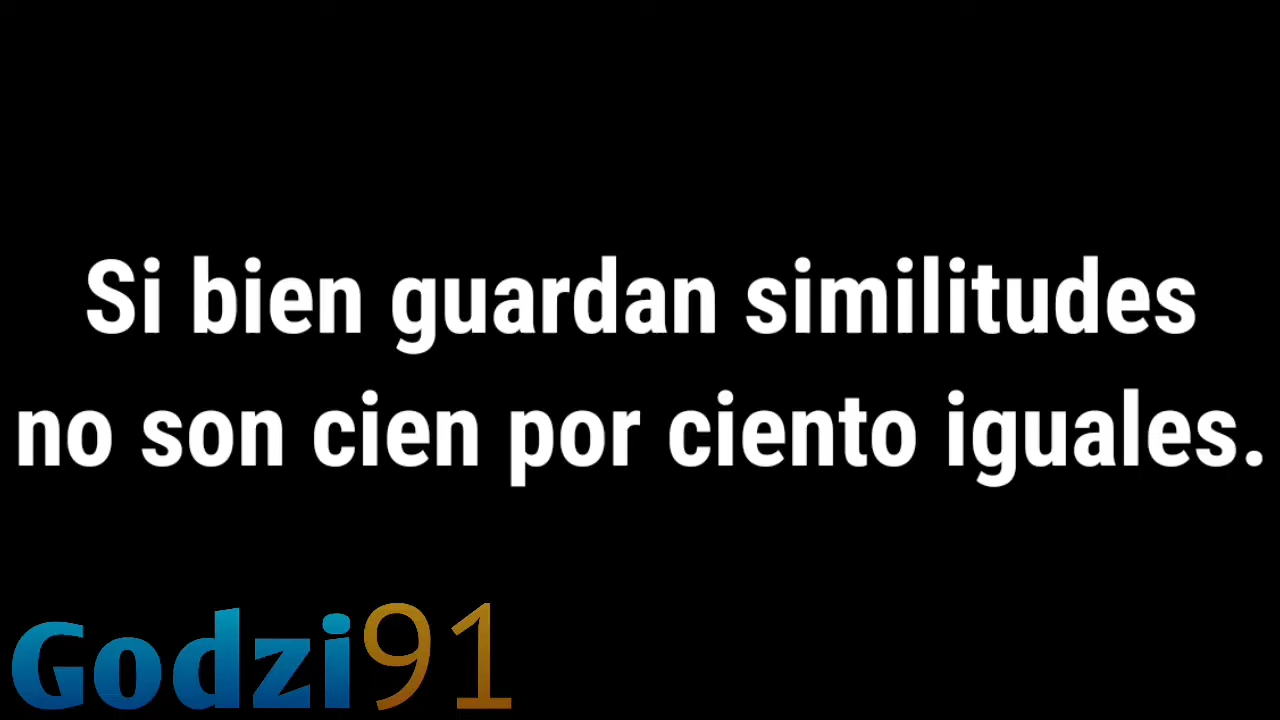 Si bien guardan similitudes
no son cien por ciento iguales.
Godzi91